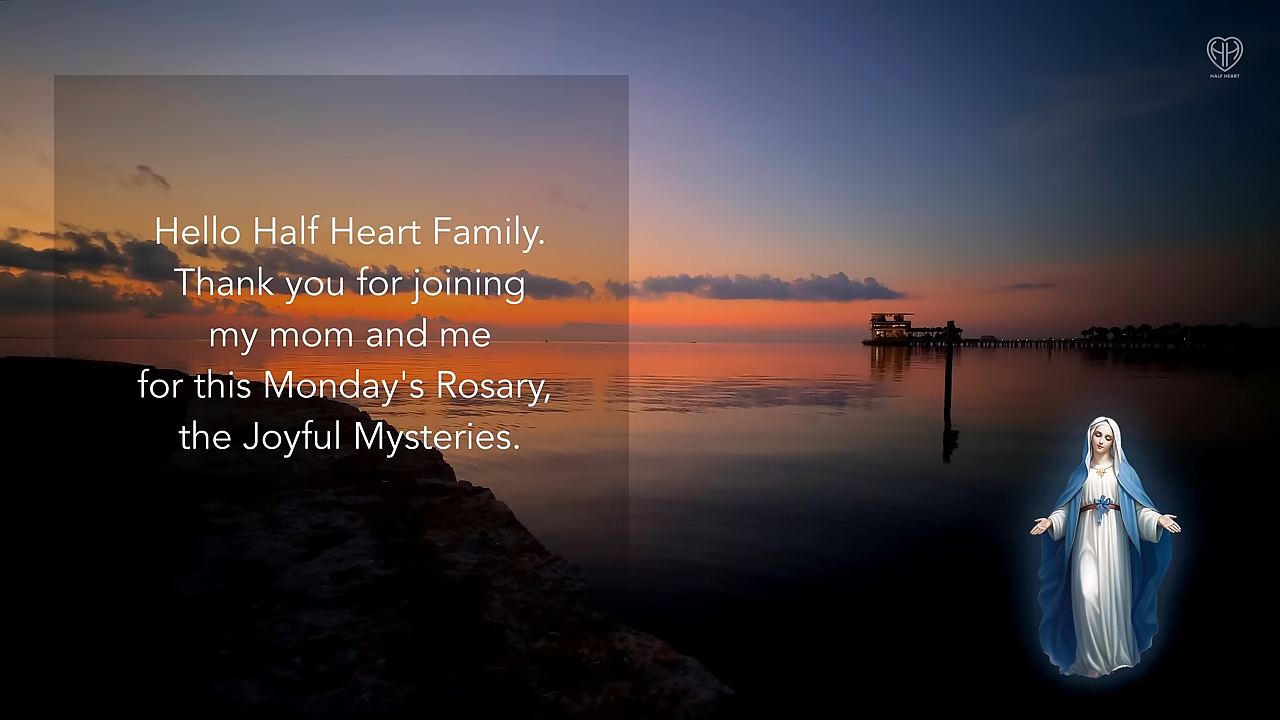 HALF HEART
Hello Half Heart Family.
Thank you for joining
my mom and me
for this Monday's Rosary,
the Joyful Mysteries.